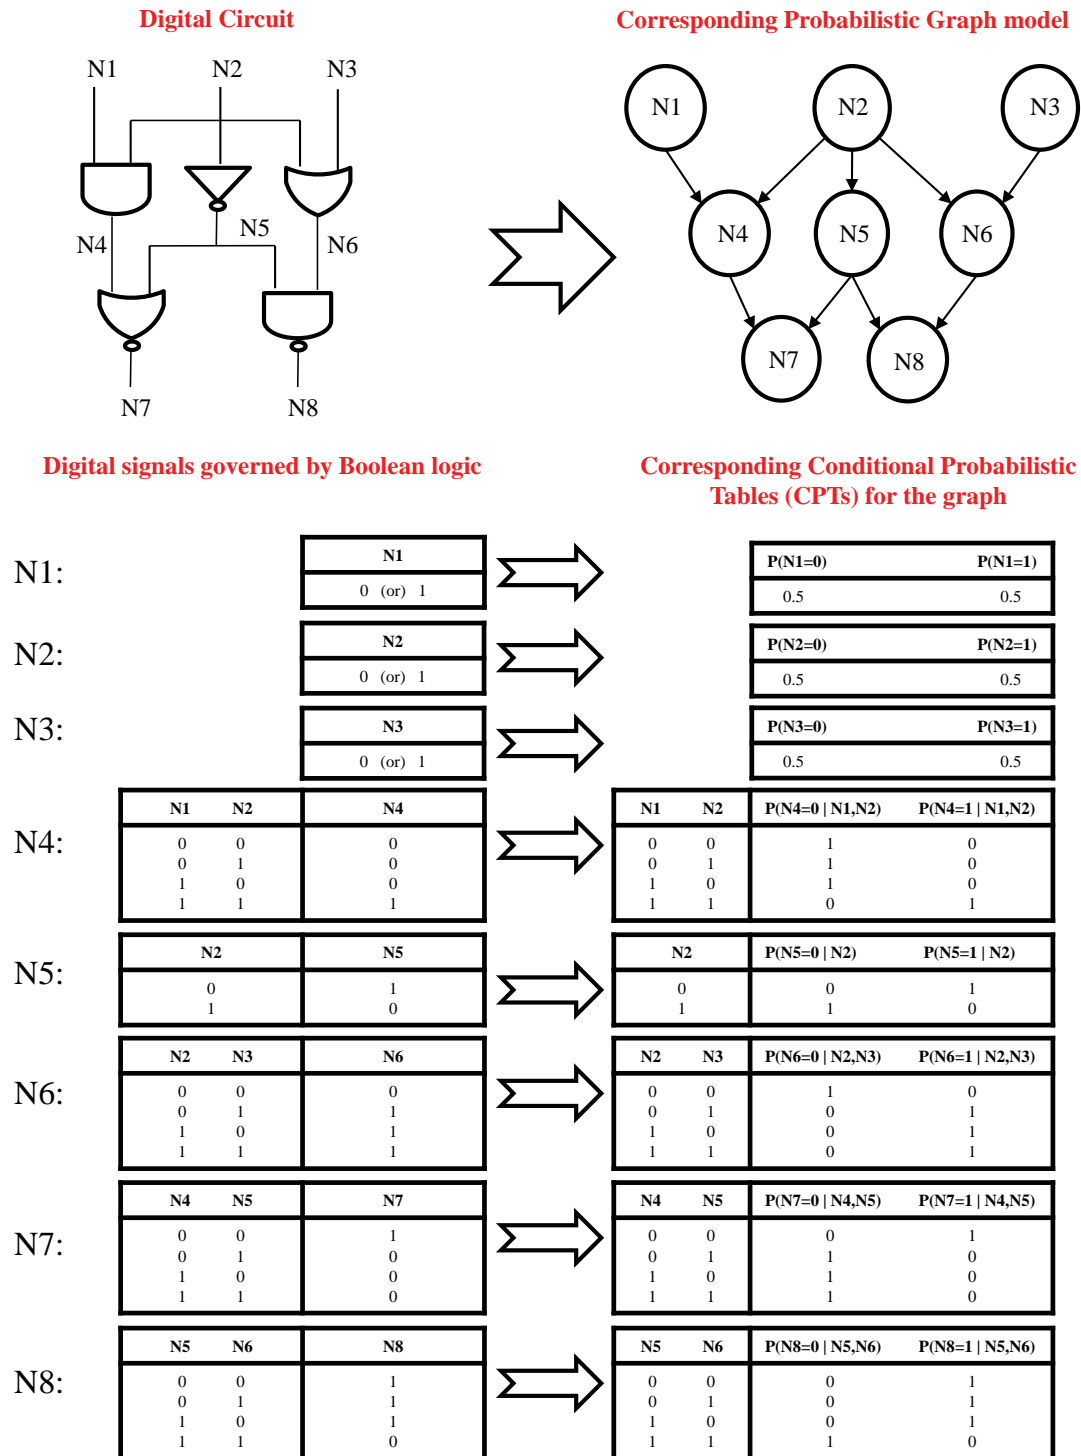 Digital Circuit
Corresponding Probabilistic Graph model
N1 N2 N3
N4 N5 N6
N7 N8
N1 N2 N3
N4 N5 N6
N7 N8
Digital signals governed by Boolean logic
Corresponding Conditional Probabilistic
Tables (CPTs) for the graph
N1:
N1
0 (or) 1
P(N1=0) P(N1=1)
0.5 0.5
N2:
N2
0 (or) 1
P(N2=0) P(N2=1)
0.5 0.5
N3:
N3
0 (or) 1
P(N3=0) P(N3=1)
0.5 0.5
N4:
N1 N2 N4
0 0 0
0 1 0
1 0 0
1 1 1
N1 N2 P(N4=0 | N1,N2) P(N4=1 | N1,N2)
0 0 1 0
0 1 1 0
1 0 1 0
1 1 0 1
N5:
N2 N5
0 1
1 0
N2 P(N5=0 | N2) P(N5=1 | N2)
0 0 1
1 1 0
N6:
N2 N3 N6
0 0 0
0 1 1
1 0 1
1 1 1
N2 N3 P(N6=0 | N2,N3) P(N6=1 | N2,N3)
0 0 1 0
0 1 0 1
1 0 0 1
1 1 0 1
N7:
N4 N5 N7
0 0 1
0 1 0
1 0 0
1 1 0
N4 N5 P(N7=0 | N4,N5) P(N7=1 | N4,N5)
0 0 0 1
0 1 1 0
1 0 1 0
1 1 1 0
N8:
N5 N6 N8
0 0 1
0 1 1
1 0 1
1 1 0
N5 N6 P(N8=0 | N5,N6) P(N8=1 | N5,N6)
0 0 0 1
0 1 0 1
1 0 0 1
1 1 1 0